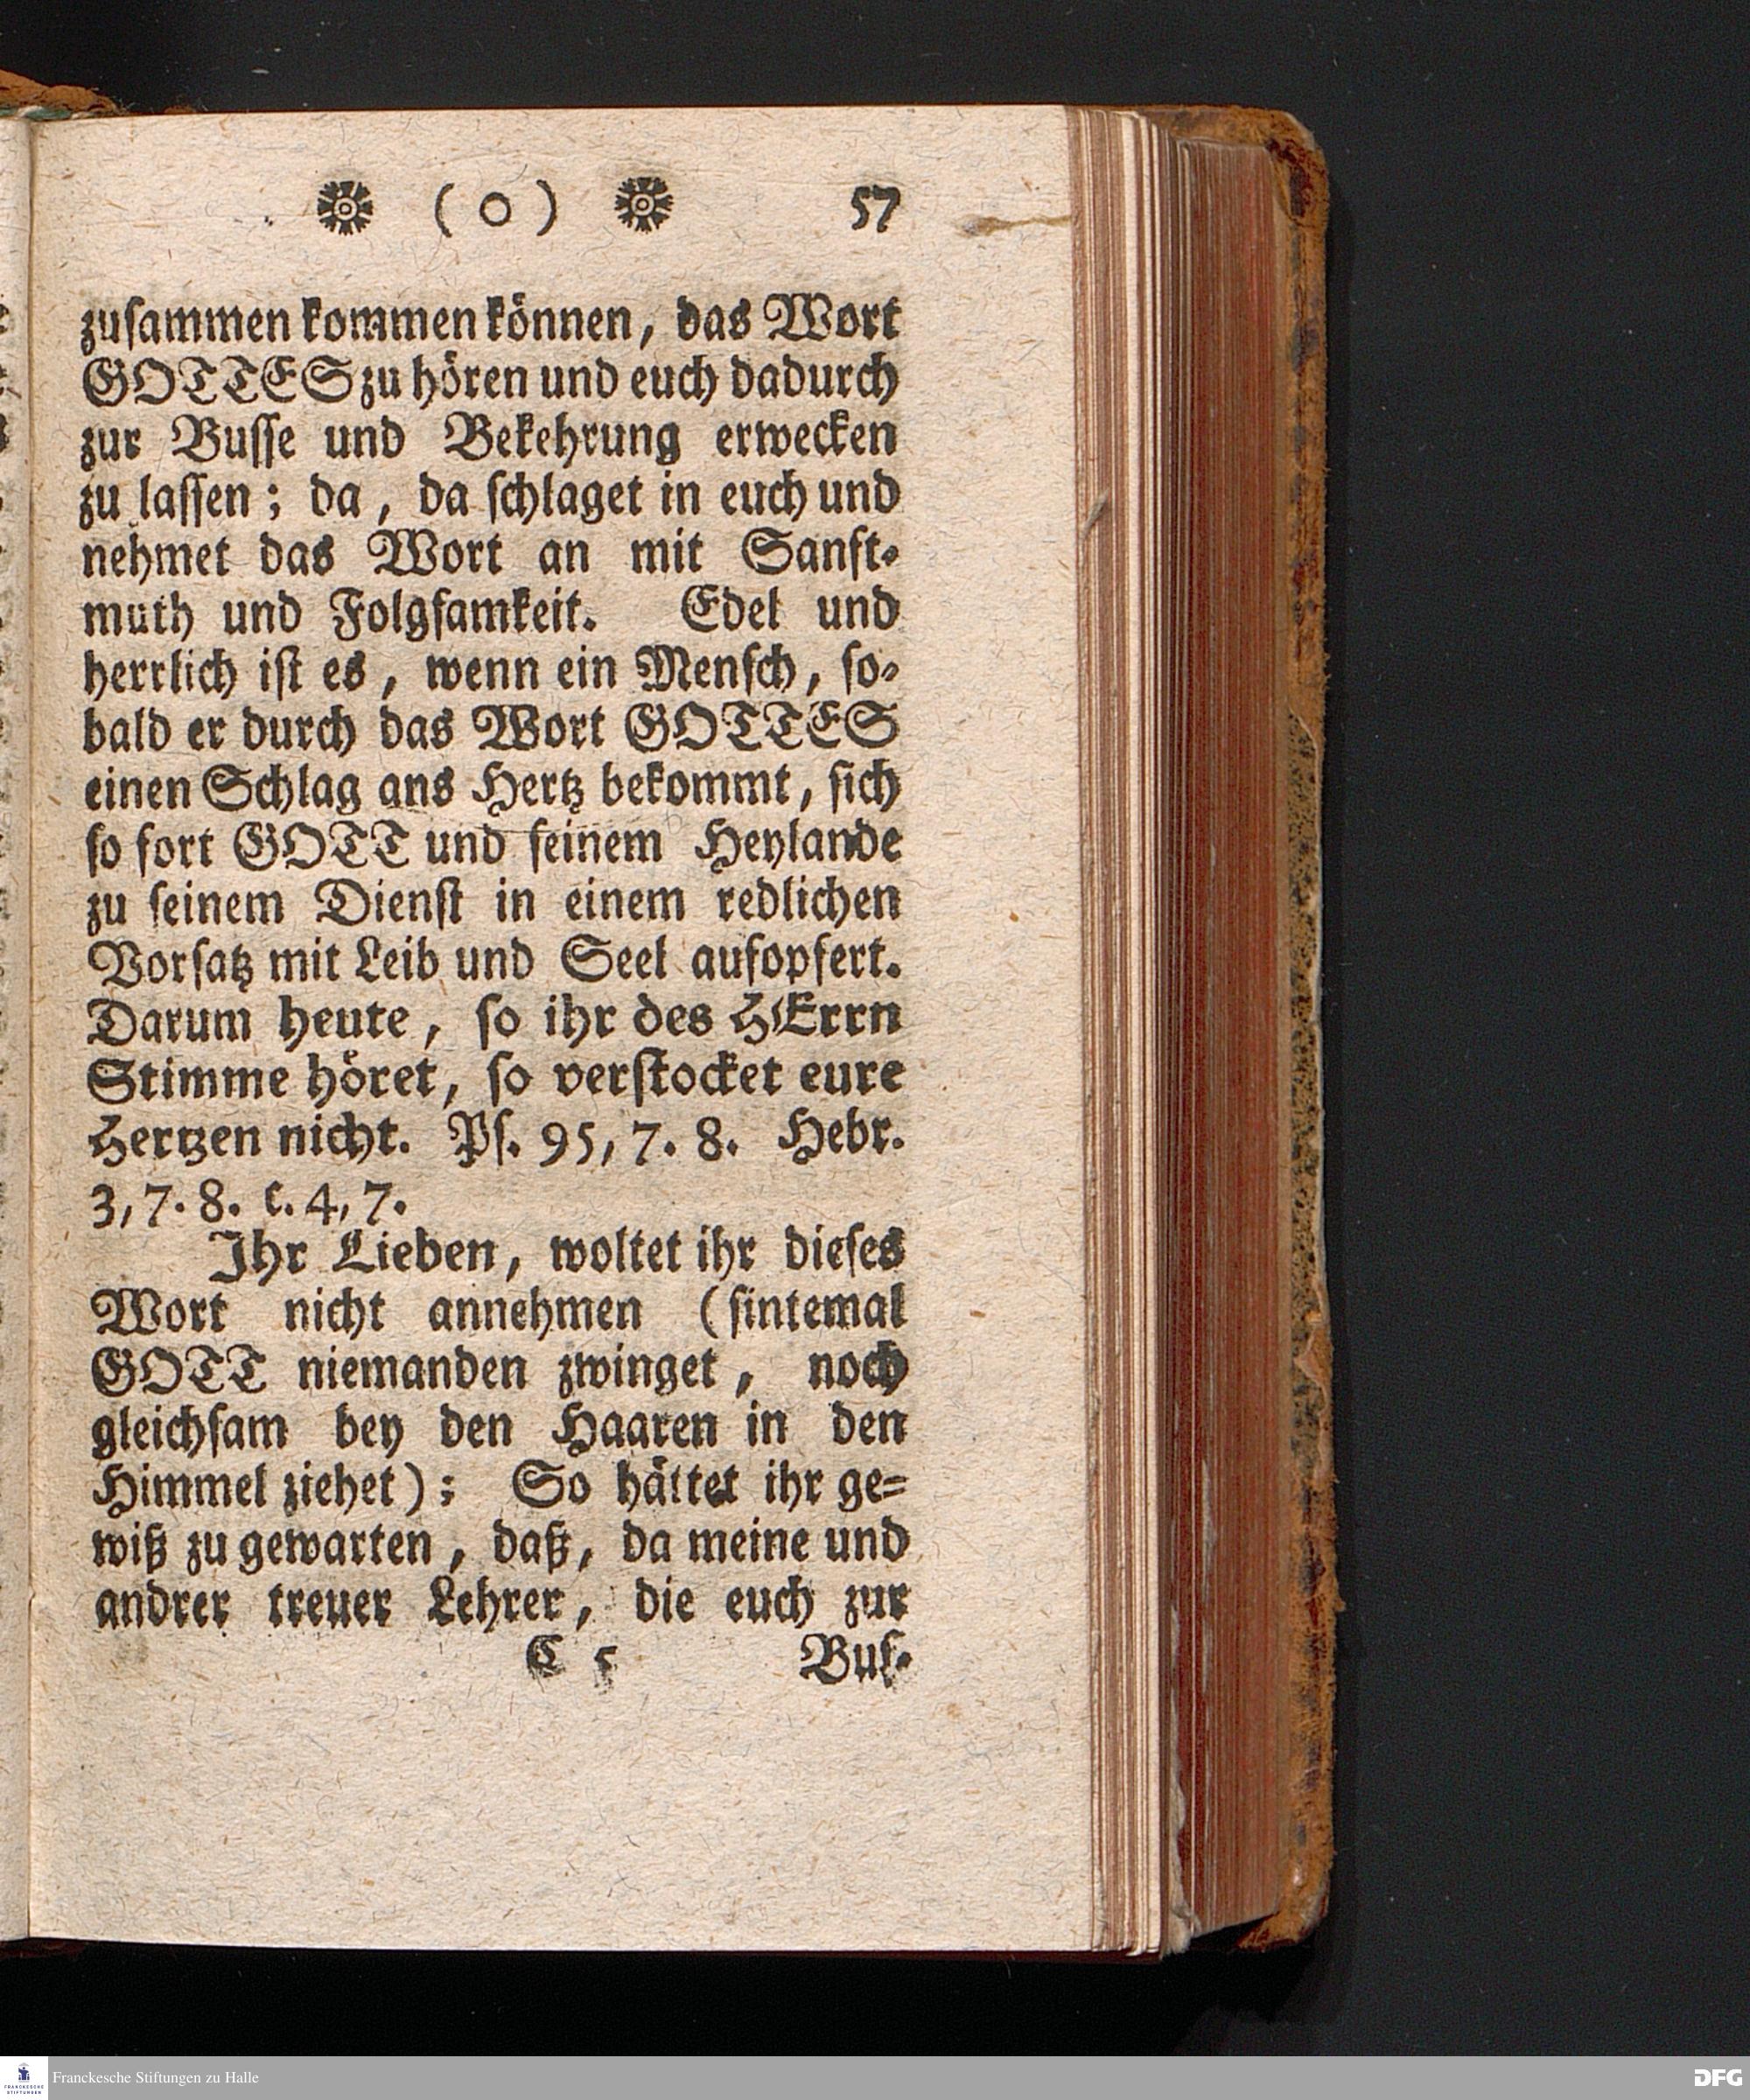 ( O ) 57
zuſammen kommen können, das Wort
GOTTES zu hören und euch dadurch
zur Buſſe und Bekehrung erwecken
zu laſſen; da, da ſchlaget in euch und
nehmet das Wort an mit Sanft-
muth und Folgſamkeit. Edel und
herrlich iſt es, wenn ein Menſch, ſo-
bald er durch das Wort GOTTES
einen Schlag ans Hertz bekommt, ſich
ſo fort GOTT und ſeinem Heylande
zu ſeinem Dienſt in einem redlichen
Vorſatz mit Leib und Seel aufopfert.
Darum heute, ſo ihr des HErrn
Stimme höret, ſo verſtocket eure
Hertzen nicht. Pſ. 95, 7. 8. Hebr.
3, 7. 8. c. 4, 7.
Ihr Lieben, woltet ihr dieſes
Wort nicht annehmen (ſintemal
GOTT niemanden zwinget, noch
gleichſam bey den Haaren in den
Himmel ziehet): So hättet ihr ge-
wiß zu gewarten, daß, da meine und
andrer treuer Lehrer, die euch zur
C 5 Buſ-
Franckesche Stiftungen zu Halle
FRANCKESCHE
STIFTUNGEN
DFG